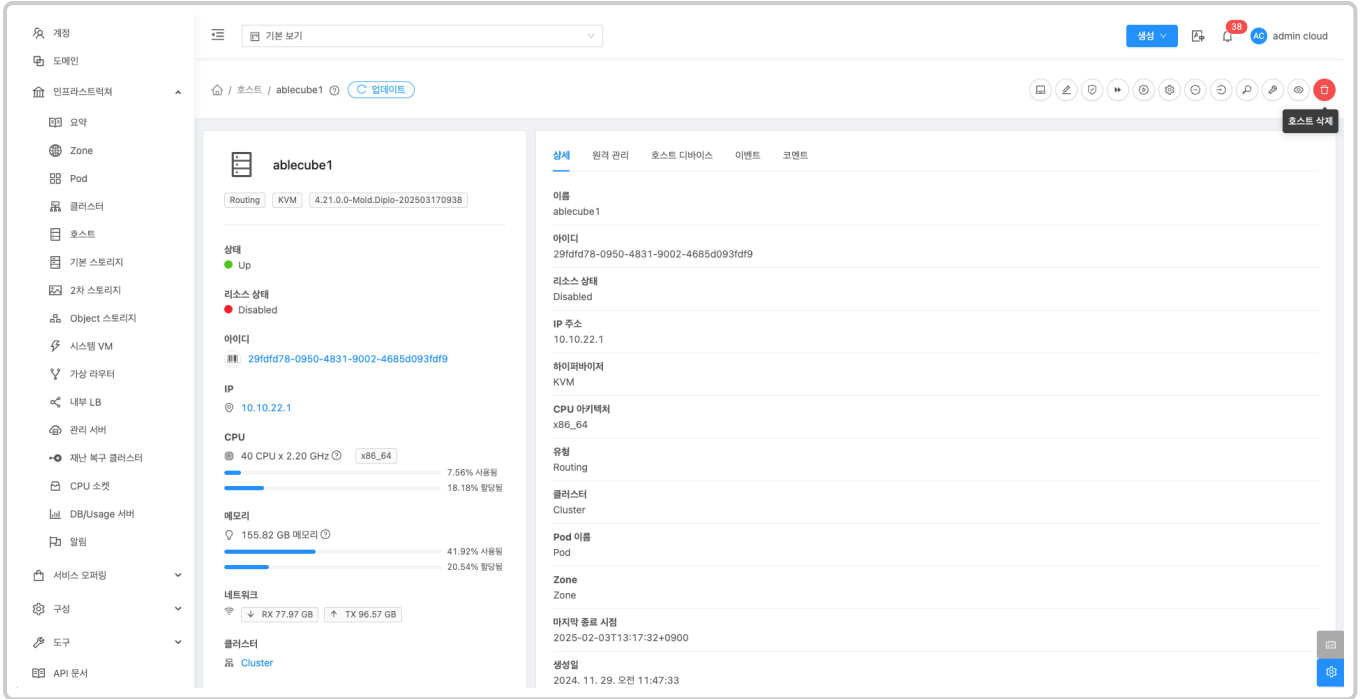 계정
도메인
인프라스트럭쳐
요약
Zone
Pod
클러스터
호스트
기본 스토리지
2차 스토리지
Object 스토리지
시스템 VM
가상 라우터
내부 LB
관리 서버
재난 복구 클러스터
CPU 소켓
DB/Usage 서버
알림
서비스 오퍼링
구성
도구
API 문서
기본 보기
생성
38
AC
admin cloud
/ 호스트 / ablecube1
업데이트
호스트 삭제
ablecube1
Routing
KVM
4.21.0.0-Mold.Diplo-202503170938
상태
Up
리소스 상태
Disabled
아이디
29fdfd78-0950-4831-9002-4685d093fdf9
IP
10.10.22.1
CPU
40 CPU x 2.20 GHz
x86_64
7.56% 사용됨
18.18% 할당됨
메모리
155.82 GB 메모리
41.92% 사용됨
20.54% 할당됨
네트워크
RX 77.97 GB
TX 96.57 GB
클러스터
Cluster
상세
원격 관리
호스트 디바이스
이벤트
코멘트
이름
ablecube1
아이디
29fdfd78-0950-4831-9002-4685d093fdf9
리소스 상태
Disabled
IP 주소
10.10.22.1
하이퍼바이저
KVM
CPU 아키텍처
x86_64
유형
Routing
클러스터
Cluster
Pod 이름
Pod
Zone
Zone
마지막 종료 시점
2025-02-03T13:17:32+0900
생성일
2024. 11. 29. 오전 11:47:33